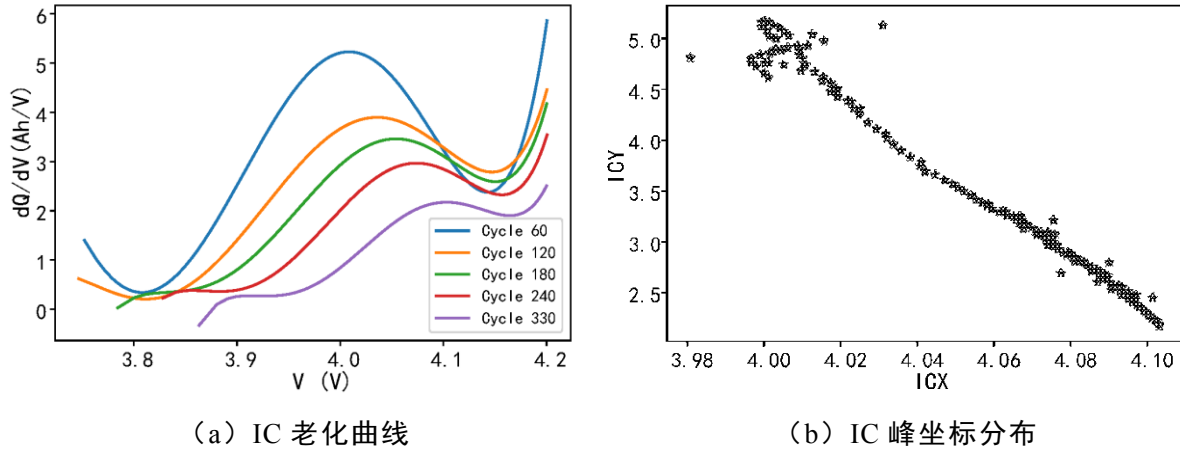 6
5
4
3
2
1
0
dQ/dV(Ah/V)
Cycle 60
Cycle 120
Cycle 180
Cycle 240
Cycle 330
3.8
3.9
4.0
4.1
4.2
V (V)
(a) IC 老化曲线
5.0
4.5
4.0
3.5
3.0
2.5
ICY
3.98
4.00
4.02
4.04
4.06
4.08
4.10
ICX
(b) IC 峰坐标分布